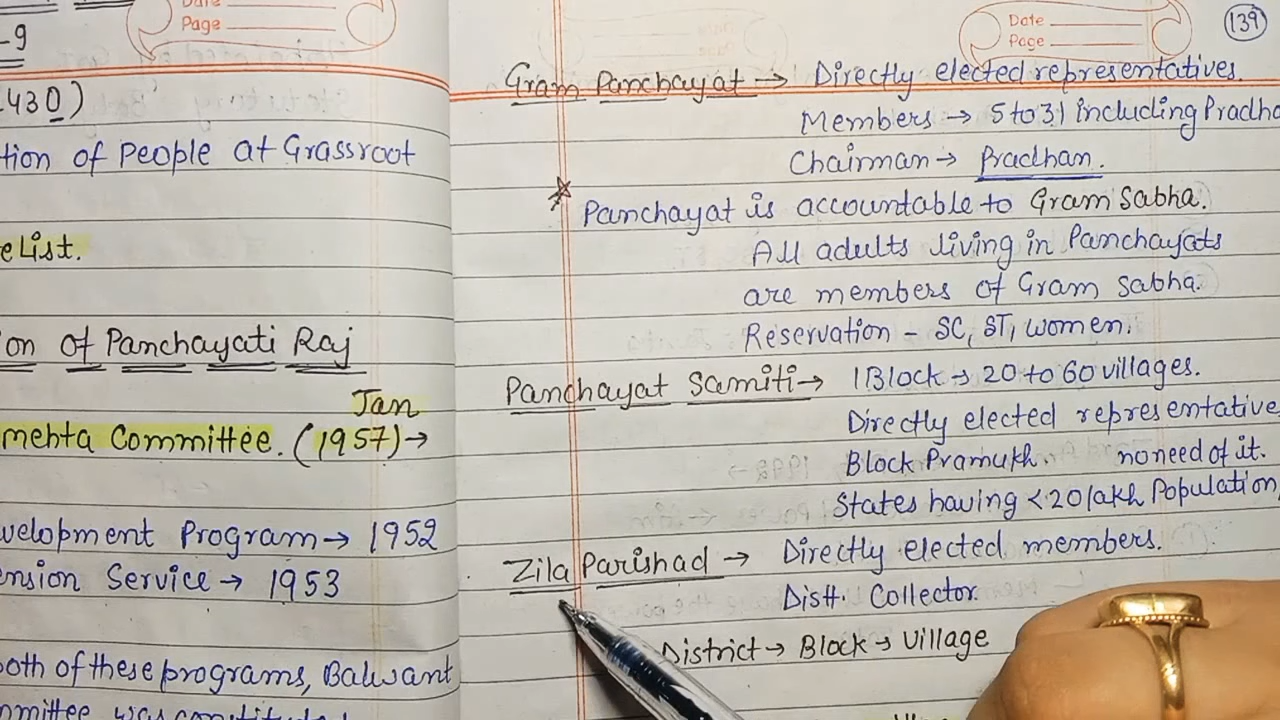 Date
Page
-9
430)
tion of People at Grassroot
e List.
on of Panchayati Raj
Jan
mehta Committee. (1957)→
velopment Program→ 1952
ension Service → 1953
both of these programs, Balwant
mmittee was constituted
Date
Page
139
Gram Panchayat → Directly elected representatives.
Members → 5 to 31 including Pradha
Chairman → Pradhan.
Panchayat is accountable to Gram Sabha.
All adults living in Panchayats
are members of Gram Sabha.
Reservation - SC, ST, women.
Panchayat Samiti → 1 Block → 20 to 60 villages.
Directly elected representative
Block Pramukh. no need of it.
States having < 20 lakh Population
Zila Parishad → Directly elected members.
Distt. Collector
District → Block → Village